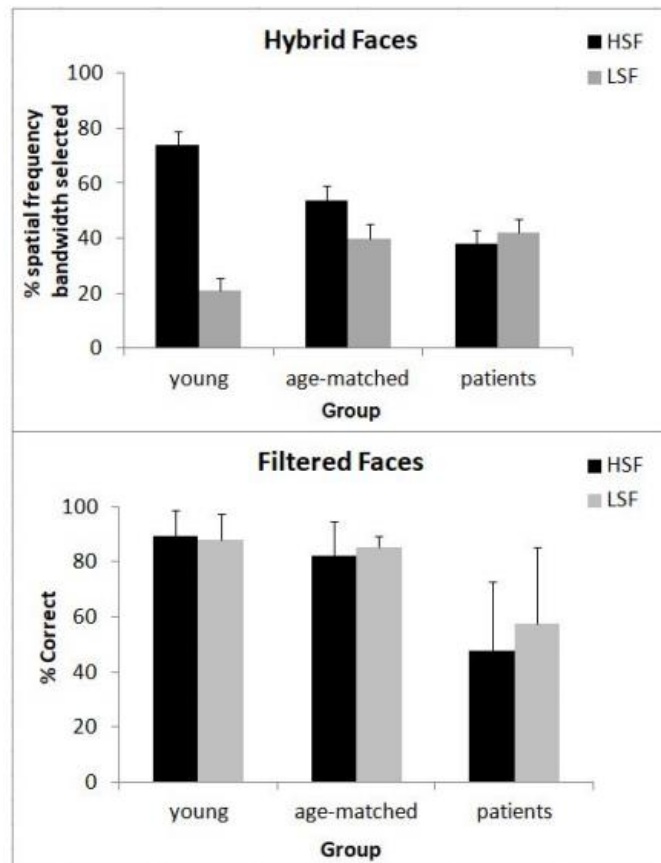 Hybrid Faces
HSF
LSF
% spatial frequency
bandwidth selected
100
80
60
40
20
0
young age-matched patients
Group
Filtered Faces
HSF
LSF
% Correct
100
80
60
40
20
0
young age-matched patients
Group